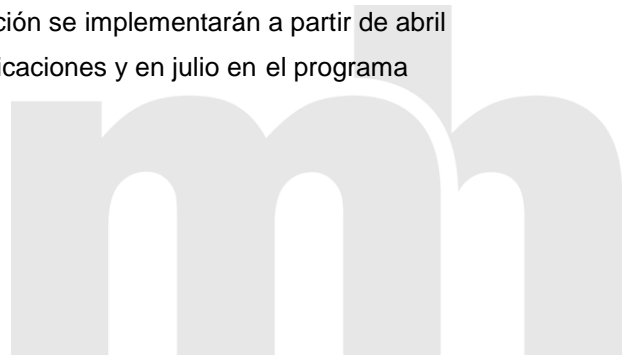 ción se implementarán a partir de abril
icaciones y en julio en el programa
mh